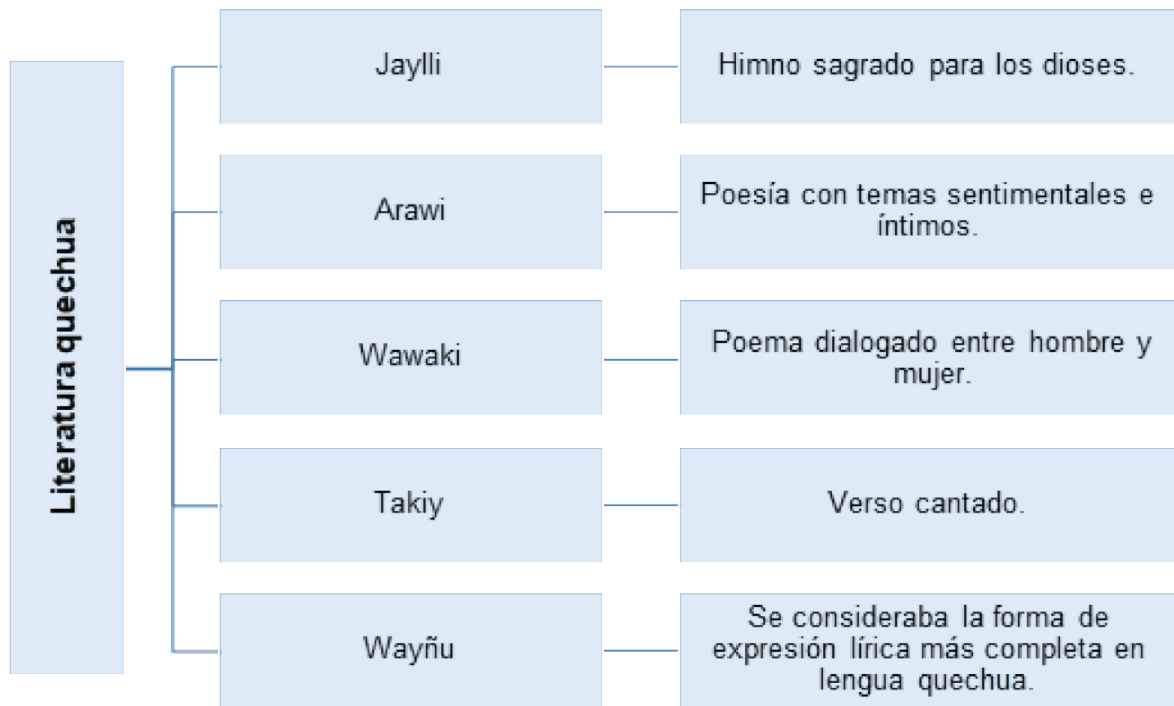 Literatura quechua
Jaylli
Himno sagrado para los dioses.
Arawi
Poesía con temas sentimentales e
íntimos.
Wawaki
Poema dialogado entre hombre y
mujer.
Takiy
Verso cantado.
Wayñu
Se consideraba la forma de
expresión lírica más completa en
lengua quechua.